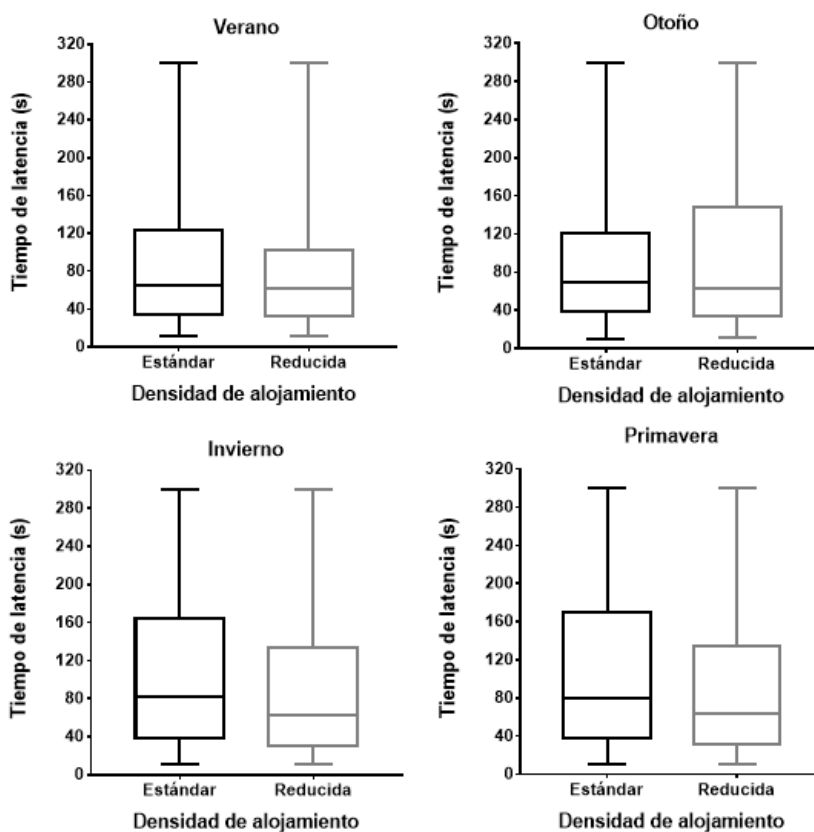 Verano
320
280
240
200
160
120
80
40
0
Tiempo de latencia (s)
Estándar Reducida
Densidad de alojamiento
Otoño
320
280
240
200
160
120
80
40
0
Tiempo de latencia (s)
Estándar Reducida
Densidad de alojamiento
Invierno
320
280
240
200
160
120
80
40
0
Tiempo de latencia (s)
Estándar Reducida
Densidad de alojamiento
Primavera
320
280
240
200
160
120
80
40
0
Tiempo de latencia (s)
Estándar Reducida
Densidad de alojamiento